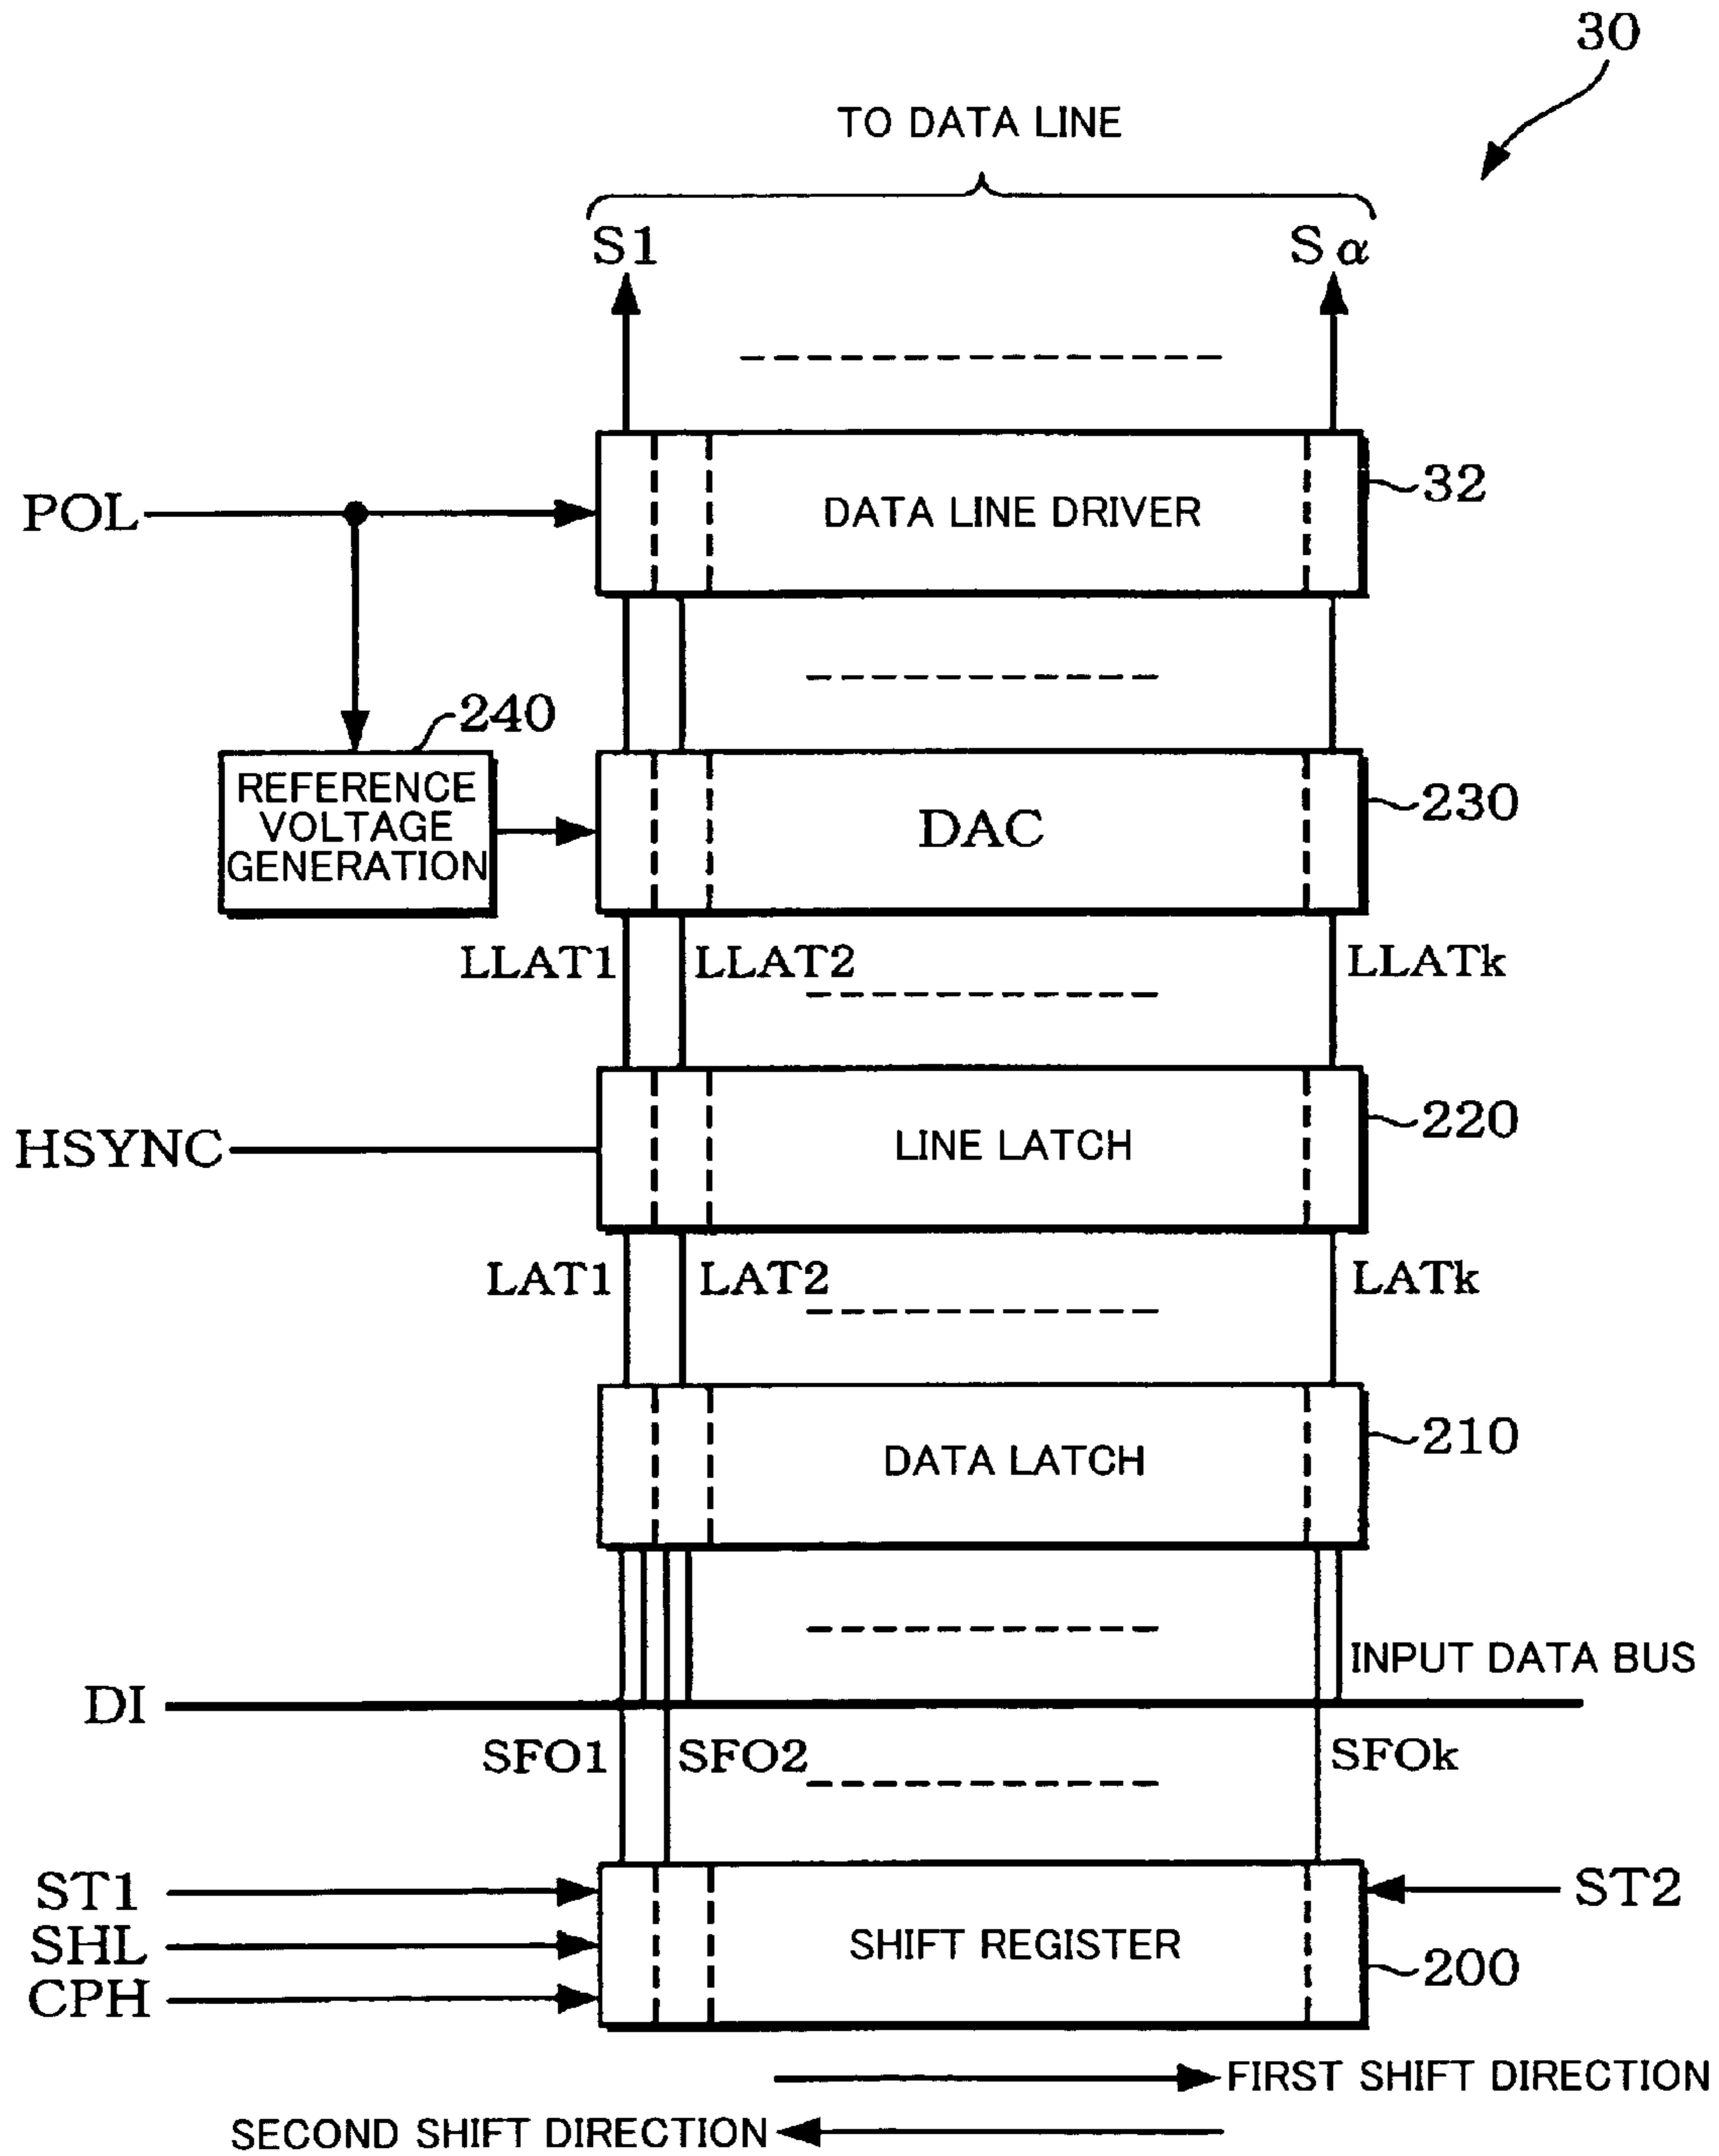 30
TO DATA LINE
S1
Sα
POL
DATA LINE DRIVER
32
240
REFERENCE
VOLTAGE
GENERATION
DAC
230
LLAT1
LLAT2
LLATk
HSYNC
LINE LATCH
220
LAT1
LAT2
LATk
DATA LATCH
210
INPUT DATA BUS
DI
SFO1
SFO2
SFOk
ST1
ST2
SHL
SHIFT REGISTER
CPH
200
FIRST SHIFT DIRECTION
SECOND SHIFT DIRECTION